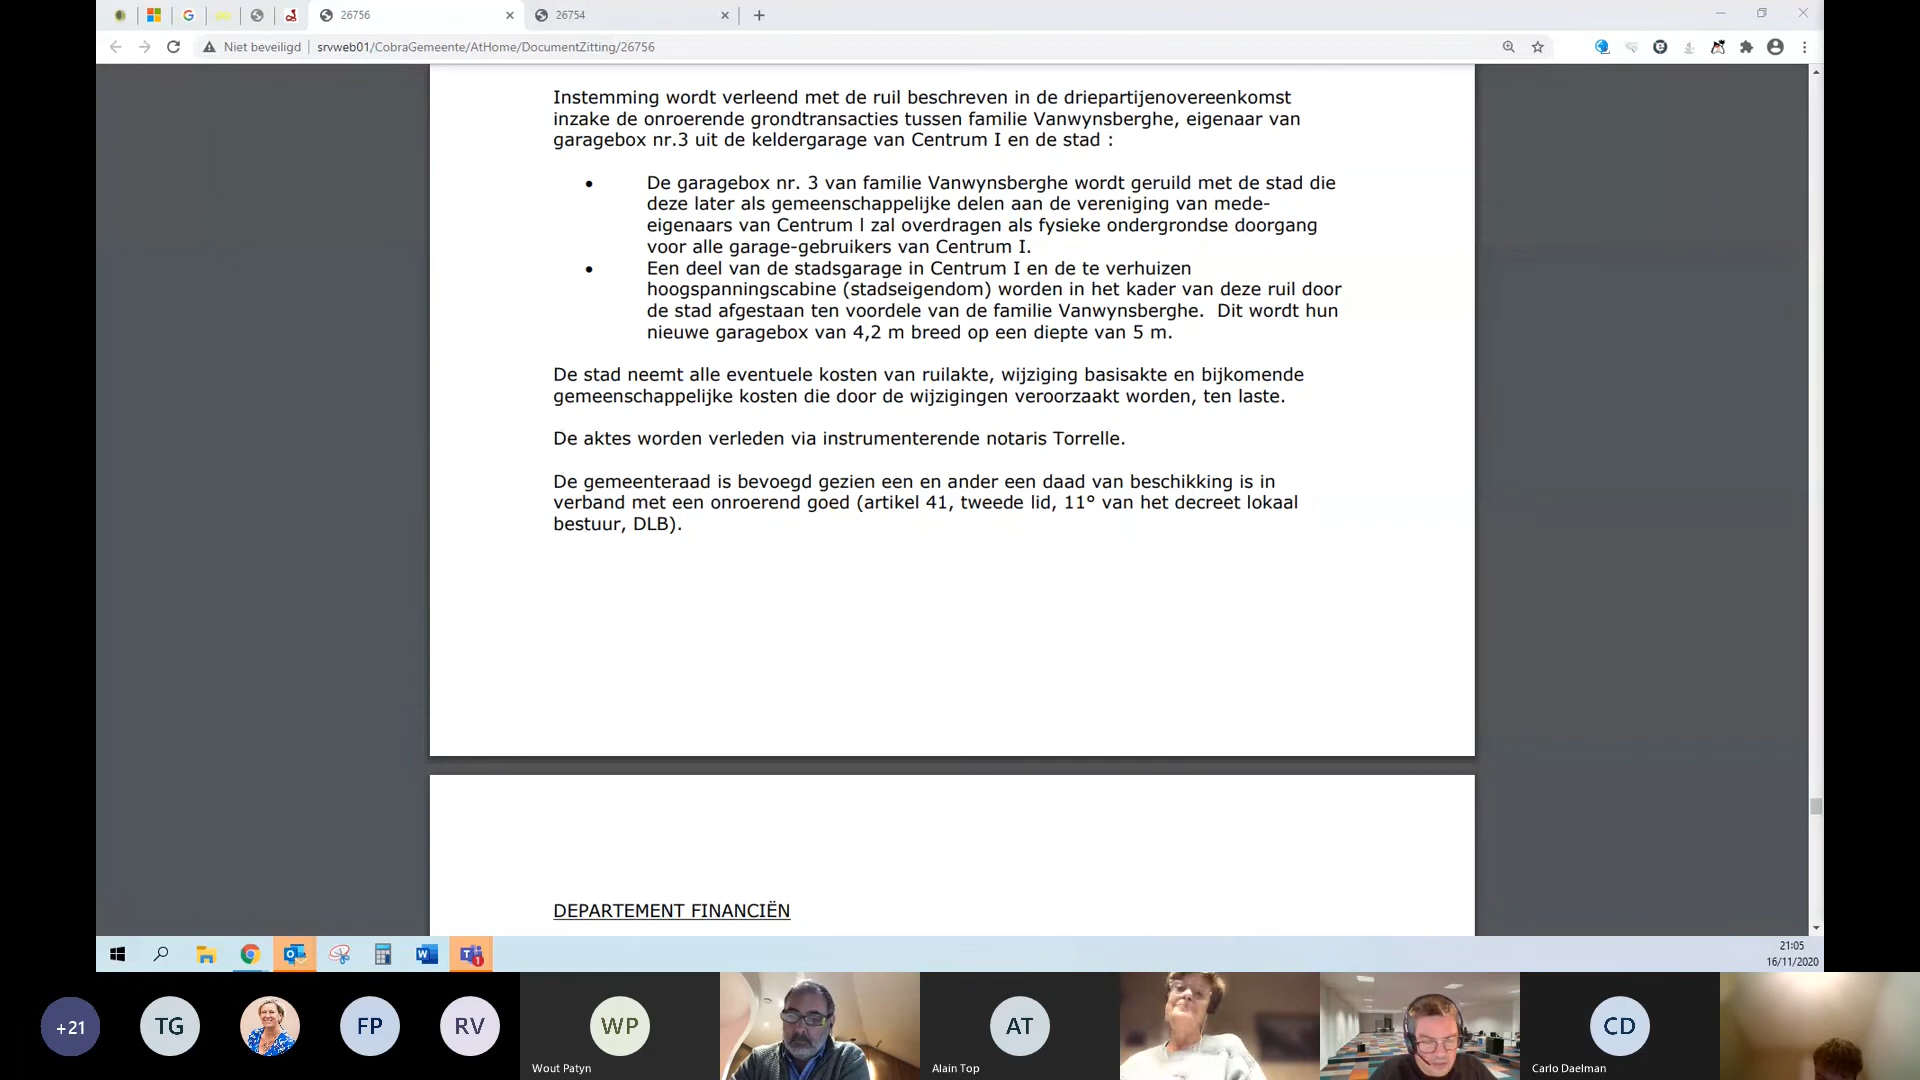 26756
26754
Niet beveiligd
srvweb01/CobraGemeente/AtHome/DocumentZitting/26756
Instemming wordt verleend met de ruil beschreven in de driepartijenovereenkomst
inzake de onroerende grondtransacties tussen familie Vanwynsberghe, eigenaar van
garagebox nr.3 uit de keldergarage van Centrum I en de stad :
• De garagebox nr. 3 van familie Vanwynsberghe wordt geruild met de stad die
deze later als gemeenschappelijke delen aan de vereniging van mede-
eigenaars van Centrum l zal overdragen als fysieke ondergrondse doorgang
voor alle garage-gebruikers van Centrum I.
• Een deel van de stadsgarage in Centrum I en de te verhuizen
hoogspanningscabine (stadseigendom) worden in het kader van deze ruil door
de stad afgestaan ten voordele van de familie Vanwynsberghe.  Dit wordt hun
nieuwe garagebox van 4,2 m breed op een diepte van 5 m.
De stad neemt alle eventuele kosten van ruilakte, wijziging basisakte en bijkomende
gemeenschappelijke kosten die door de wijzigingen veroorzaakt worden, ten laste.
De aktes worden verleden via instrumenterende notaris Torrelle.
De gemeenteraad is bevoegd gezien een en ander een daad van beschikking is in
verband met een onroerend goed (artikel 41, tweede lid, 11° van het decreet lokaal
bestuur, DLB).
DEPARTEMENT FINANCIËN
21:05
16/11/2020
+21
TG
FP
RV
WP
Wout Patyn
AT
Alain Top
CD
Carlo Daelman